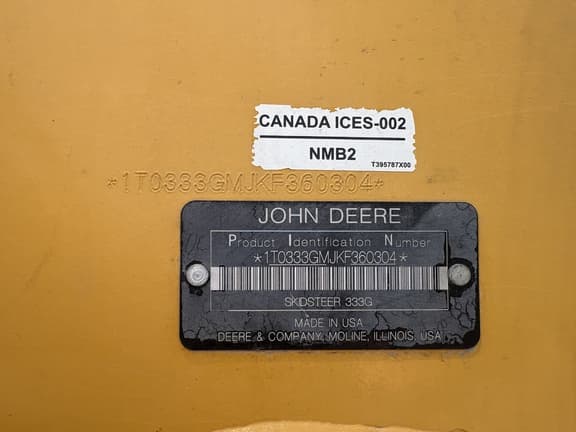 CANADA ICES-002
NMB2
T395787X00
*1T0333GMJKF360304*
JOHN DEERE
Product Identification Number
*1T0333GMJKF360304*
SKIDSTEER 333G
MADE IN USA
DEERE & COMPANY, MOLINE, ILLINOIS, USA